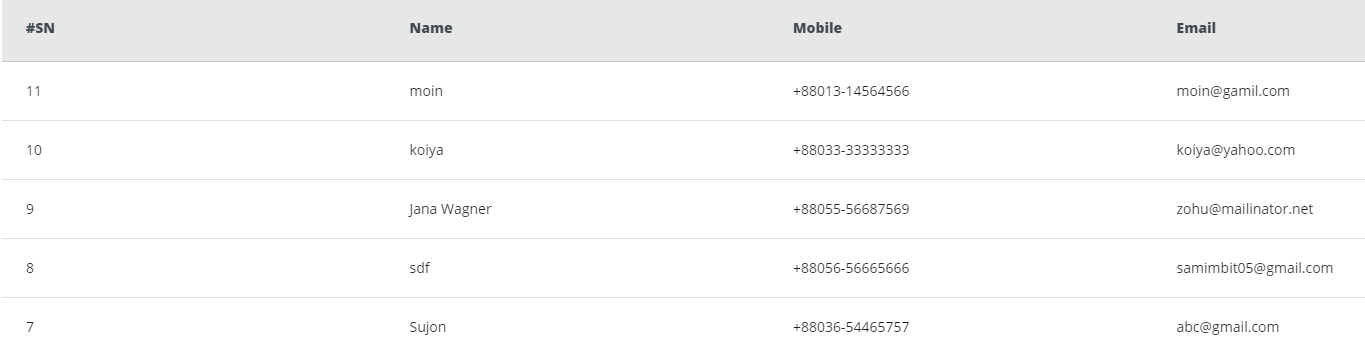 #SN Name Mobile Email
11 moin +88013-14564566 moin@gamil.com
10 koiya +88033-33333333 koiya@yahoo.com
9 Jana Wagner +88055-56687569 zohu@mailinator.net
8 sdf +88056-56665666 samimbit05@gmail.com
7 Sujon +88036-54465757 abc@gmail.com